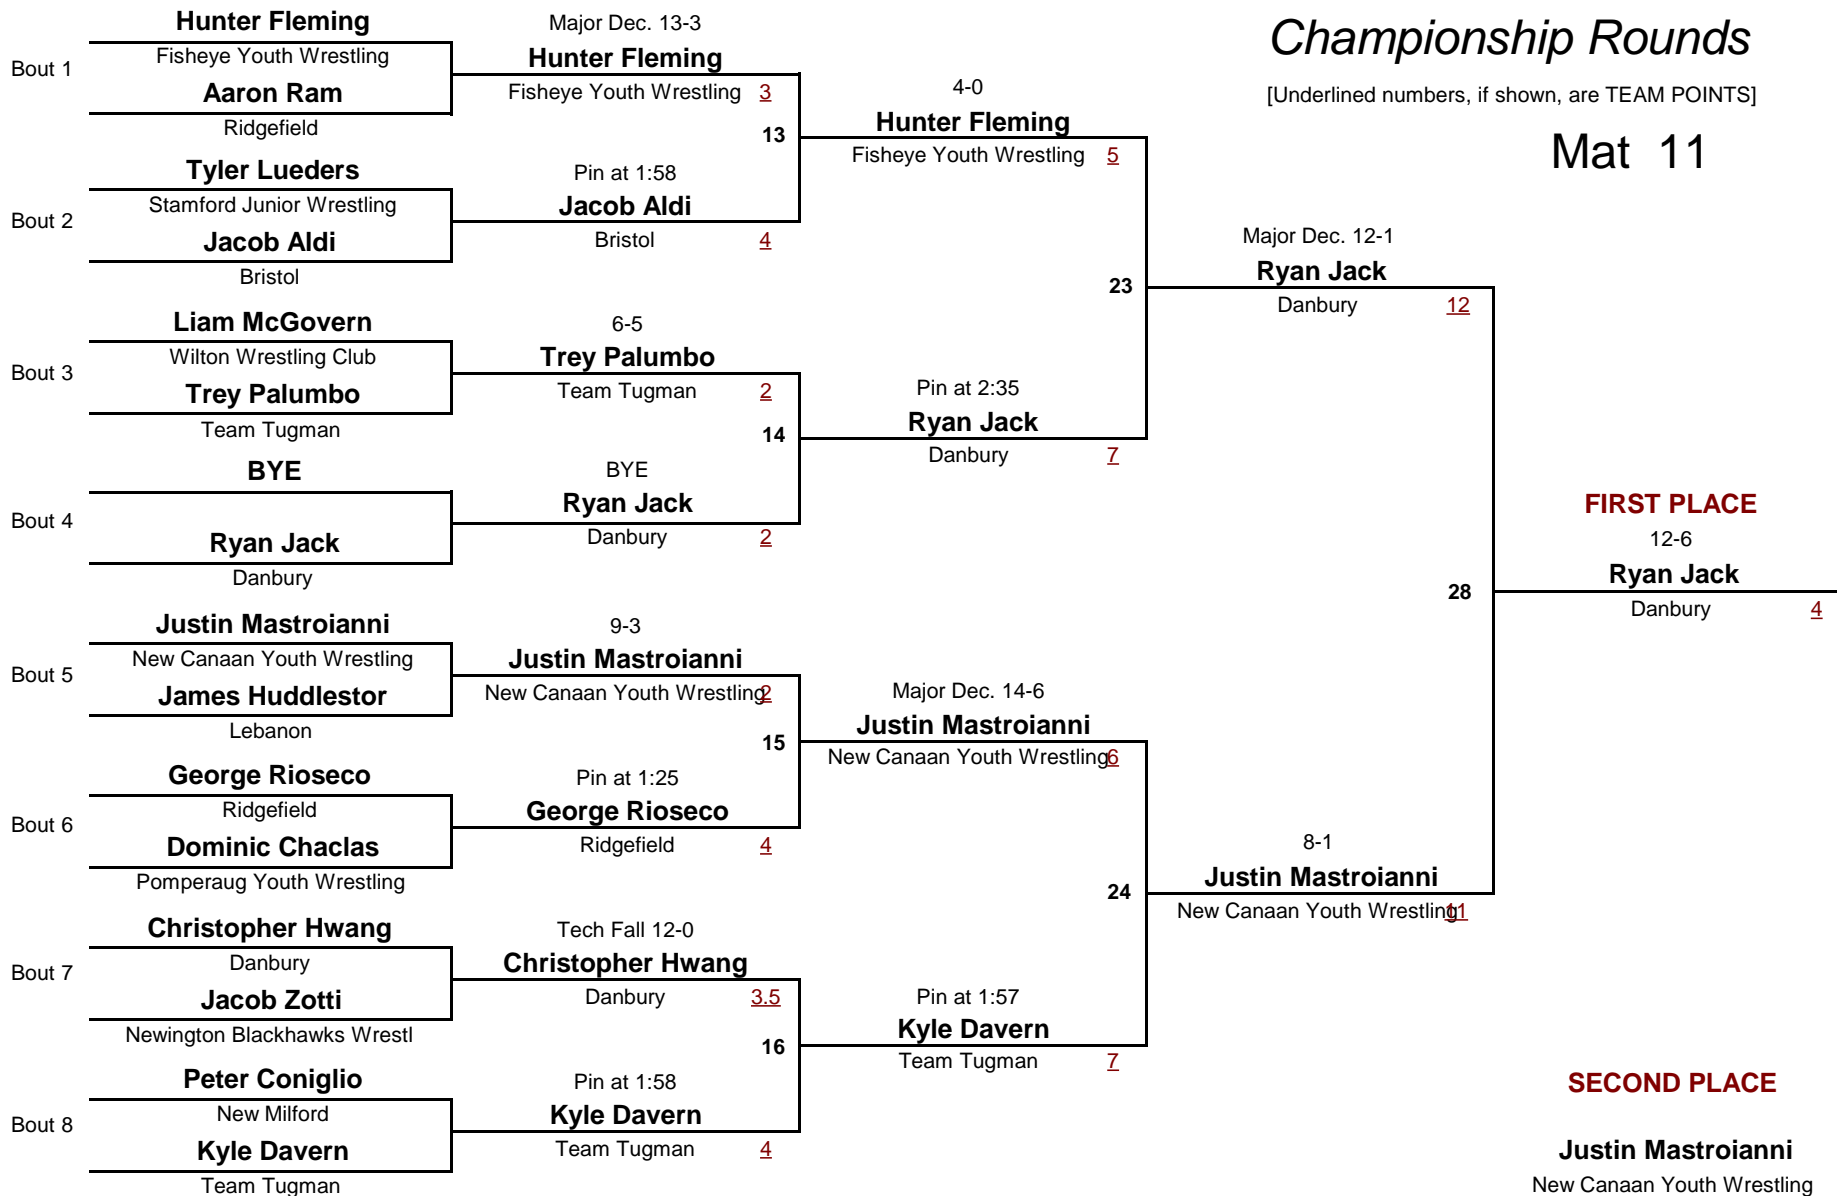 Championship Rounds
[Underlined numbers, if shown, are TEAM POINTS]
Mat 11
Bout 1
Hunter Fleming
Fisheye Youth Wrestling
Aaron Ram
Ridgefield
Bout 2
Tyler Lueders
Stamford Junior Wrestling
Jacob Aldi
Bristol
Bout 3
Liam McGovern
Wilton Wrestling Club
Trey Palumbo
Team Tugman
Bout 4
BYE
Ryan Jack
Danbury
Bout 5
Justin Mastroianni
New Canaan Youth Wrestling
James Huddlestor
Lebanon
Bout 6
George Rioseco
Ridgefield
Dominic Chaclas
Pomperaug Youth Wrestling
Bout 7
Christopher Hwang
Danbury
Jacob Zotti
Newington Blackhawks Wrestl
Bout 8
Peter Coniglio
New Milford
Kyle Davern
Team Tugman
Major Dec. 13-3
Hunter Fleming
Fisheye Youth Wrestling 3
13
Pin at 1:58
Jacob Aldi
Bristol 4
6-5
Trey Palumbo
Team Tugman 2
14
BYE
Ryan Jack
Danbury 2
9-3
Justin Mastroianni
New Canaan Youth Wrestling 2
15
Pin at 1:25
George Rioseco
Ridgefield 4
Tech Fall 12-0
Christopher Hwang
Danbury 3.5
16
Pin at 1:58
Kyle Davern
Team Tugman 4
4-0
Hunter Fleming
Fisheye Youth Wrestling 5
23
Pin at 2:35
Ryan Jack
Danbury 7
Major Dec. 14-6
Justin Mastroianni
New Canaan Youth Wrestling 6
24
Pin at 1:57
Kyle Davern
Team Tugman 7
Major Dec. 12-1
Ryan Jack
Danbury 12
28
8-1
Justin Mastroianni
New Canaan Youth Wrestling 11
FIRST PLACE
12-6
Ryan Jack
Danbury 4
SECOND PLACE
Justin Mastroianni
New Canaan Youth Wrestling